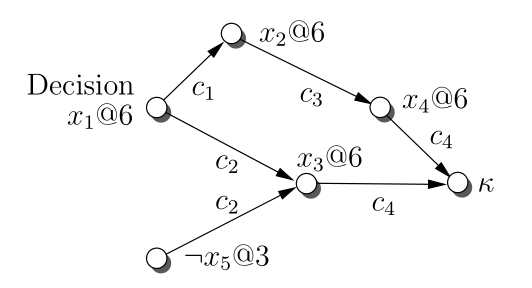 x₂@6
Decision
x₁@6
c₁
c₃
x₄@6
c₄
c₂
x₃@6
κ
c₂
c₄
¬x₅@3